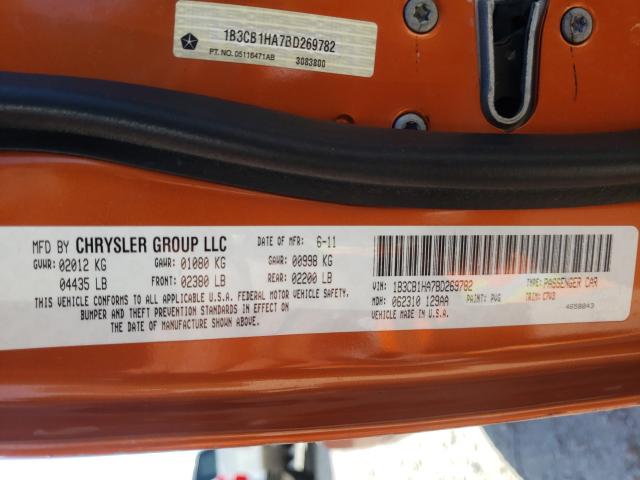 1B3CB1HA7BD269782
PT. NO. 05116471AB 3083800
MFD BY CHRYSLER GROUP LLC DATE OF MFR. 6-11
GVWR: 02012 KG GAWR: 01080 KG GAWR: 00998 KG
04435 LB FRONT: 02380 LB REAR: 02200 LB
THIS VEHICLE CONFORMS TO ALL APPLICABLE U.S.A. FEDERAL MOTOR VEHICLE SAFETY,
BUMPER AND THEFT PREVENTION STANDARDS IN EFFECT ON
THE DATE OF MANUFACTURE SHOWN ABOVE.
VIN: 1B3CB1HA7BD269782 TYPE: PASSENGER CAR
MDH: 062310 129AA PAINT: PVG TRIM:
VEHICLE MADE IN U.S.A. 4658043